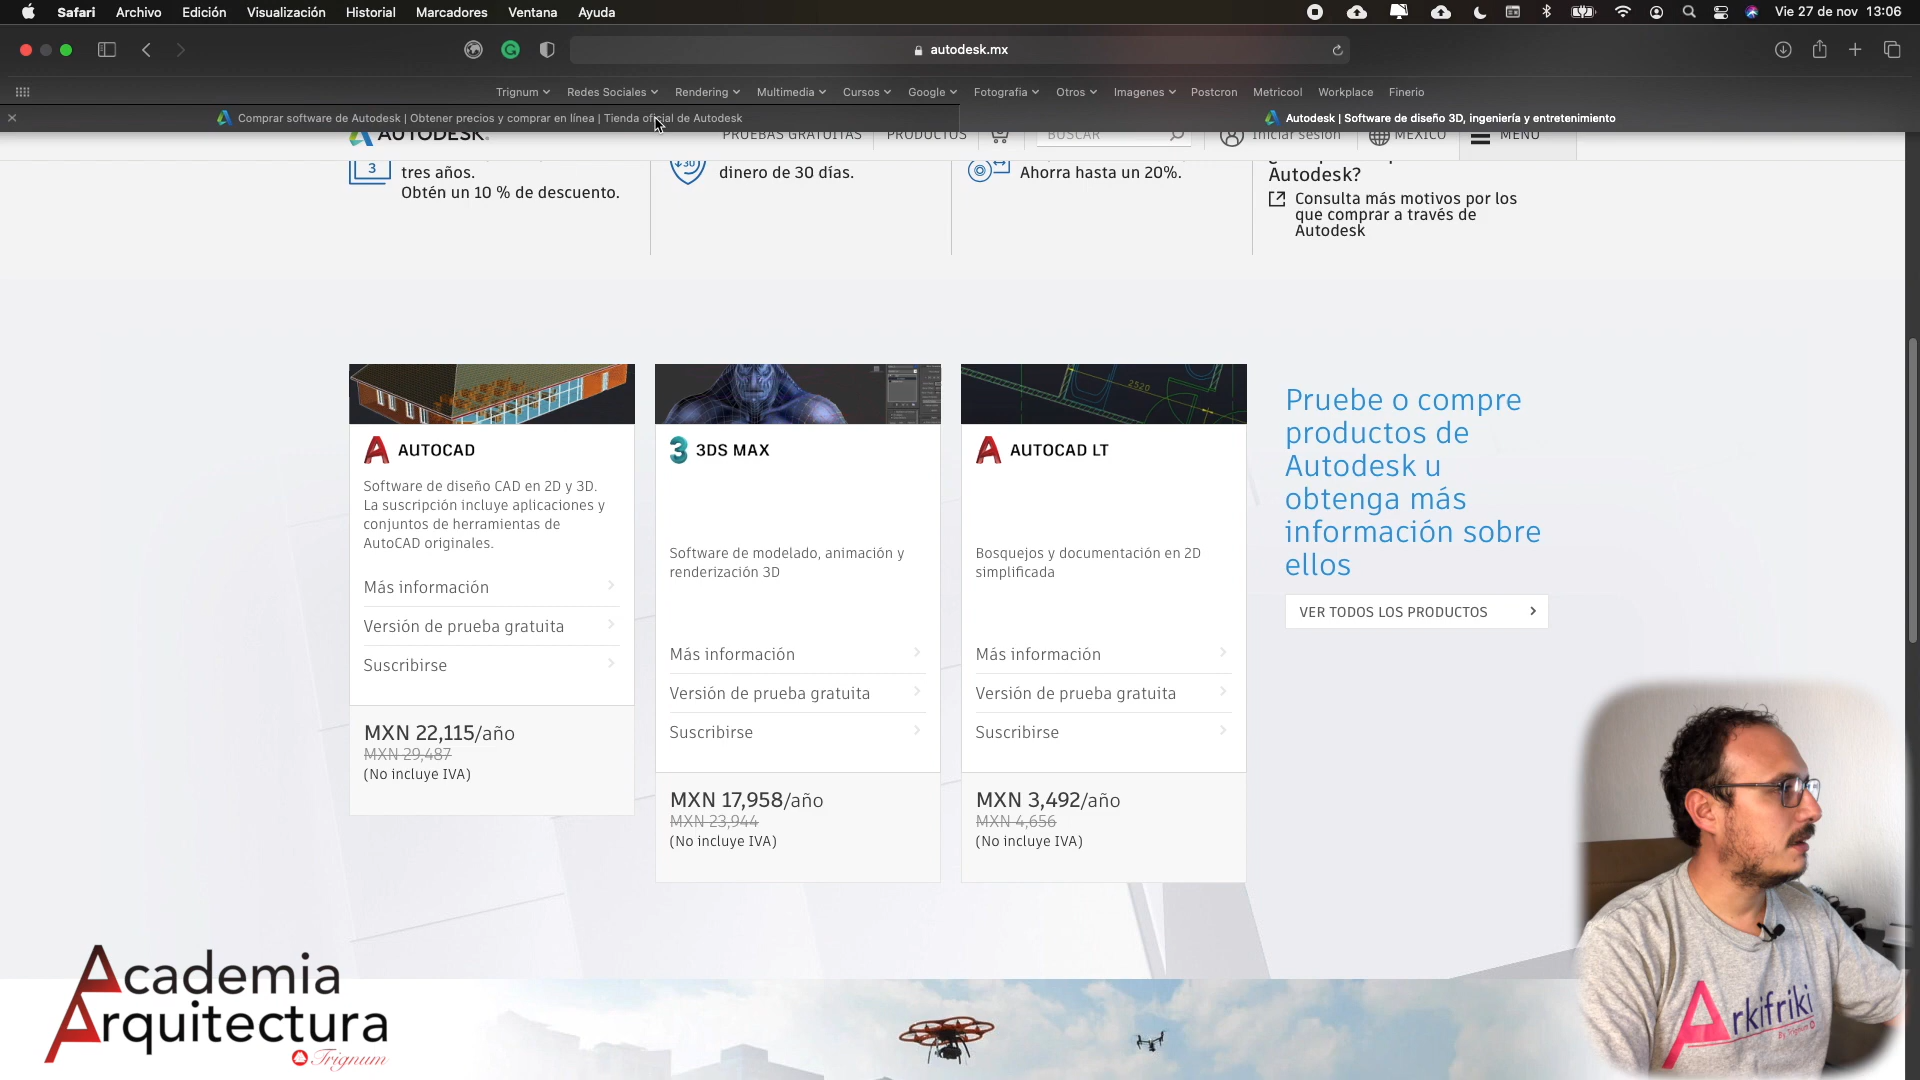 Safari Archivo Edición Visualización Historial Marcadores Ventana Ayuda
Vie 27 de nov 13:06
autodesk.mx
Trignum Redes Sociales Rendering Multimedia Cursos Google Fotografia Otros Imagenes Postcron Metricool Workplace Finerio
Comprar software de Autodesk | Obtener precios y comprar en línea | Tienda oficial de Autodesk
Autodesk | Software de diseño 3D, ingeniería y entretenimiento
AUTODESK.
PRUEBAS GRATUITAS
PRODUCTOS
BUSCAR
Iniciar sesión
MÉXICO
MENÚ
3
tres años.
Obtén un 10 % de descuento.
30
dinero de 30 días.
Ahorra hasta un 20%.
Autodesk?
Consulta más motivos por los
que comprar a través de
Autodesk
AUTOCAD
Software de diseño CAD en 2D y 3D.
La suscripción incluye aplicaciones y
conjuntos de herramientas de
AutoCAD originales.
Más información
Versión de prueba gratuita
Suscribirse
MXN 22,115/año
MXN 29,487
(No incluye IVA)
3DS MAX
Software de modelado, animación y
renderización 3D
Más información
Versión de prueba gratuita
Suscribirse
MXN 17,958/año
MXN 23,944
(No incluye IVA)
2520
AUTOCAD LT
Bosquejos y documentación en 2D
simplificada
Más información
Versión de prueba gratuita
Suscribirse
MXN 3,492/año
MXN 4,656
(No incluye IVA)
Pruebe o compre
productos de
Autodesk u
obtenga más
información sobre
ellos
VER TODOS LOS PRODUCTOS
Academia
Arquitectura
Trignum
Arkifriki
By Trignum